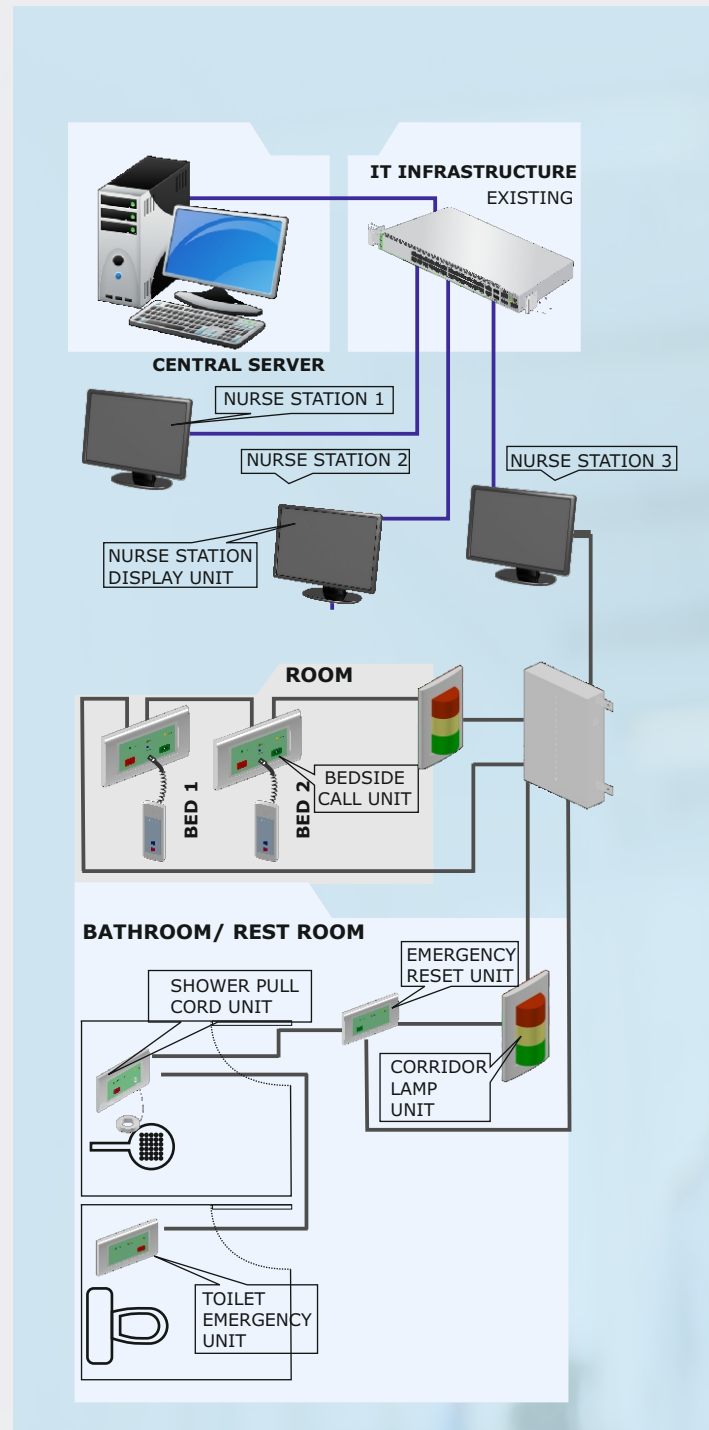 IT INFRASTRUCTURE
EXISTING
CENTRAL SERVER
NURSE STATION 1
NURSE STATION 2
NURSE STATION 3
NURSE STATION
DISPLAY UNIT
ROOM
BEDSIDE
CALL UNIT
BED 1
BED 2
BATHROOM/ REST ROOM
EMERGENCY
RESET UNIT
SHOWER PULL
CORD UNIT
CORRIDOR
LAMP
UNIT
TOILET
EMERGENCY
UNIT